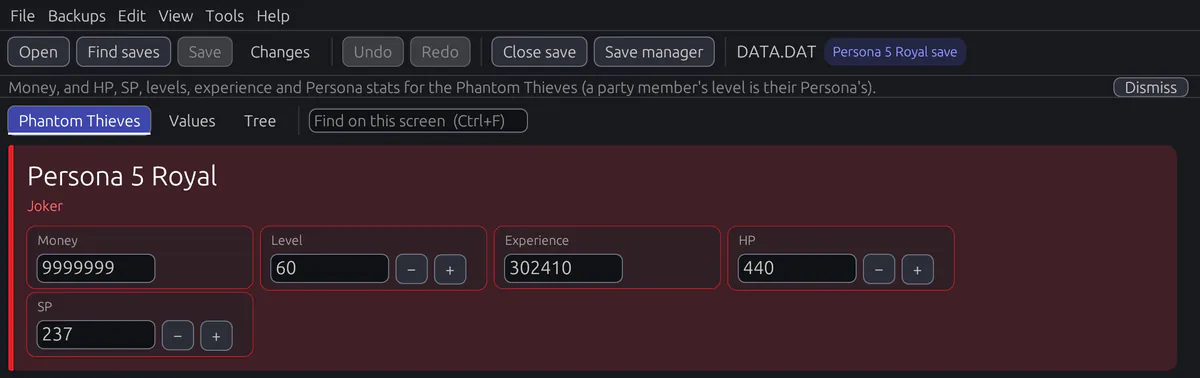 File Backups Edit View Tools Help
Open Find saves Save Changes Undo Redo Close save Save manager DATA.DAT Persona 5 Royal save
Money, and HP, SP, levels, experience and Persona stats for the Phantom Thieves (a party member's level is their Persona's). Dismiss
Phantom Thieves Values Tree Find on this screen (Ctrl+F)
Persona 5 Royal
Joker
Money Level Experience HP
9999999 60 − + 302410 440 − +
SP
237 − +